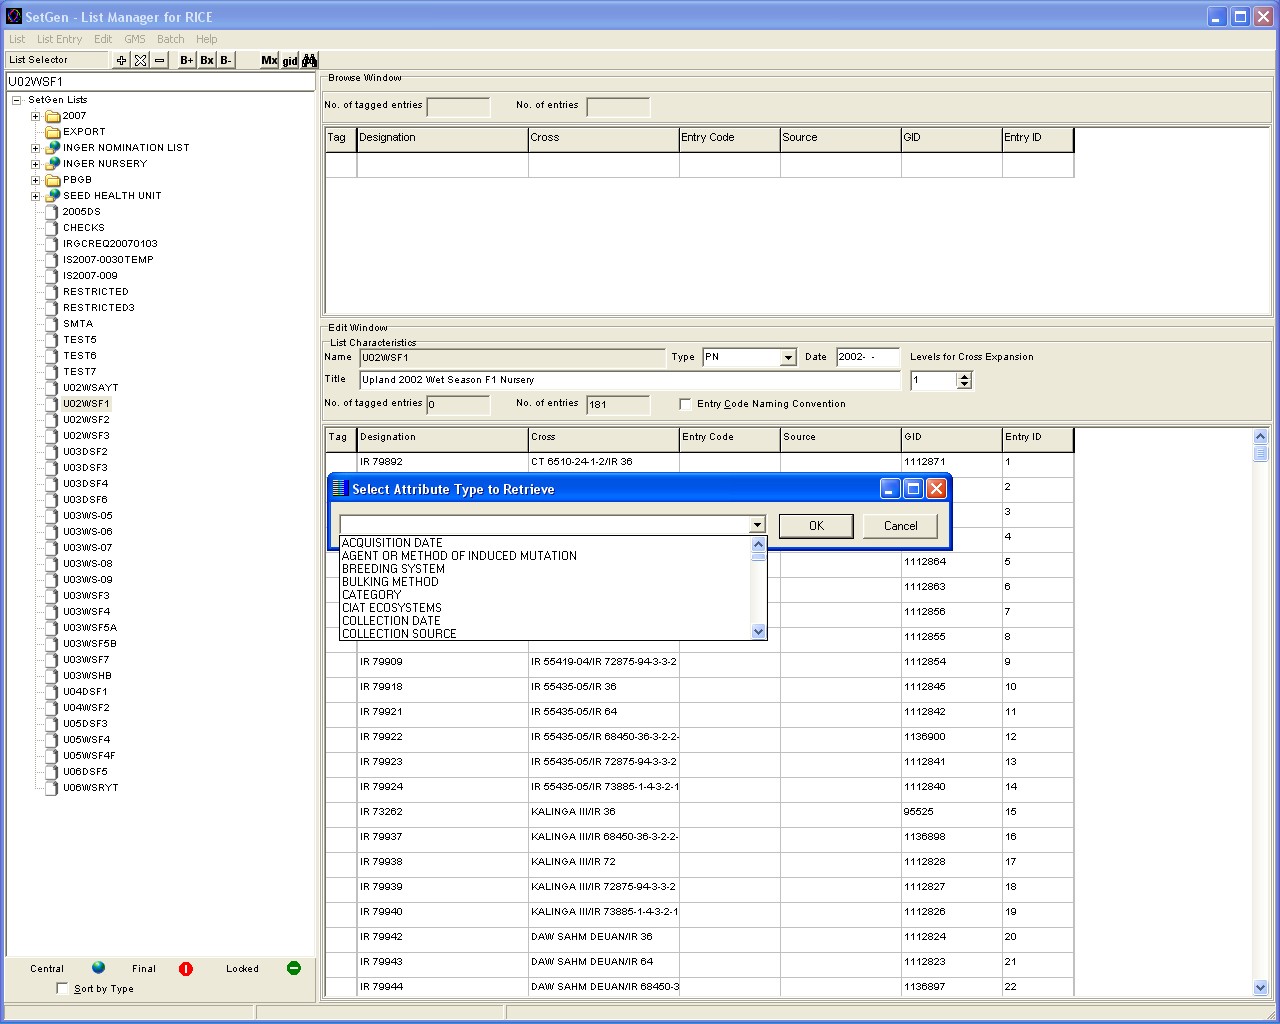 SetGen - List Manager for RICE
List List Entry Edit GMS Batch Help
List Selector B+ Bx B- Mx gid
U02WSF1
SetGen Lists
2007
EXPORT
INGER NOMINATION LIST
INGER NURSERY
PBGB
SEED HEALTH UNIT
2005DS
CHECKS
IRGCREQ20070103
IS2007-0030TEMP
IS2007-009
RESTRICTED
RESTRICTED3
SMTA
TEST5
TEST6
TEST7
U02WSAYT
U02WSF1
U02WSF2
U02WSF3
U03DSF2
U03DSF3
U03DSF4
U03DSF6
U03WS-05
U03WS-06
U03WS-07
U03WS-08
U03WS-09
U03WSF3
U03WSF4
U03WSF5A
U03WSF5B
U03WSF7
U03WSHB
U04DSF1
U04WSF2
U05DSF3
U05WSF4
U05WSF4F
U06DSF5
U06WSRYT
Central Final Locked
Sort by Type
Browse Window
No. of tagged entries No. of entries
Tag Designation Cross Entry Code Source GID Entry ID
Edit Window
List Characteristics
Name U02WSF1 Type PN Date 2002- - Levels for Cross Expansion
Title Upland 2002 Wet Season F1 Nursery 1
No. of tagged entries 0 No. of entries 181 Entry Code Naming Convention
Tag Designation Cross Entry Code Source GID Entry ID
IR 79892 CT 6510-24-1-2/IR 36 1112871 1
Select Attribute Type to Retrieve
2
3
OK Cancel
4
ACQUISITION DATE
AGENT OR METHOD OF INDUCED MUTATION
BREEDING SYSTEM
BULKING METHOD
CATEGORY
CIAT ECOSYSTEMS
COLLECTION DATE
COLLECTION SOURCE
1112864 5
1112863 6
1112856 7
1112855 8
IR 79909 IR 55419-04/IR 72875-94-3-3-2 1112854 9
IR 79918 IR 55435-05/IR 36 1112845 10
IR 79921 IR 55435-05/IR 64 1112842 11
IR 79922 IR 55435-05/IR 68450-36-3-2-2- 1136900 12
IR 79923 IR 55435-05/IR 72875-94-3-3-2 1112841 13
IR 79924 IR 55435-05/IR 73885-1-4-3-2-1 1112840 14
IR 73262 KALINGA III/IR 36 95525 15
IR 79937 KALINGA III/IR 68450-36-3-2-2- 1136898 16
IR 79938 KALINGA III/IR 72 1112828 17
IR 79939 KALINGA III/IR 72875-94-3-3-2 1112827 18
IR 79940 KALINGA III/IR 73885-1-4-3-2-1 1112826 19
IR 79942 DAW SAHM DEUAN/IR 36 1112824 20
IR 79943 DAW SAHM DEUAN/IR 64 1112823 21
IR 79944 DAW SAHM DEUAN/IR 68450-3 1136897 22